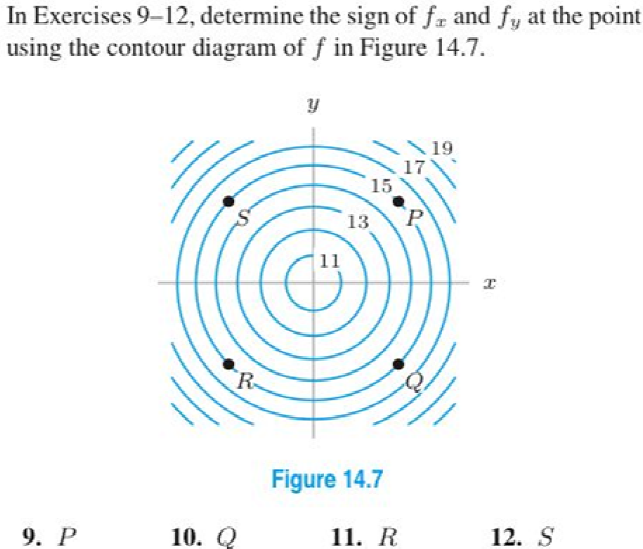 In Exercises 9–12, determine the sign of fₓ and f_y at the point
using the contour diagram of f in Figure 14.7.
y
19
17
15
S
P
13
11
x
R
Q
Figure 14.7
9. P 10. Q 11. R 12. S